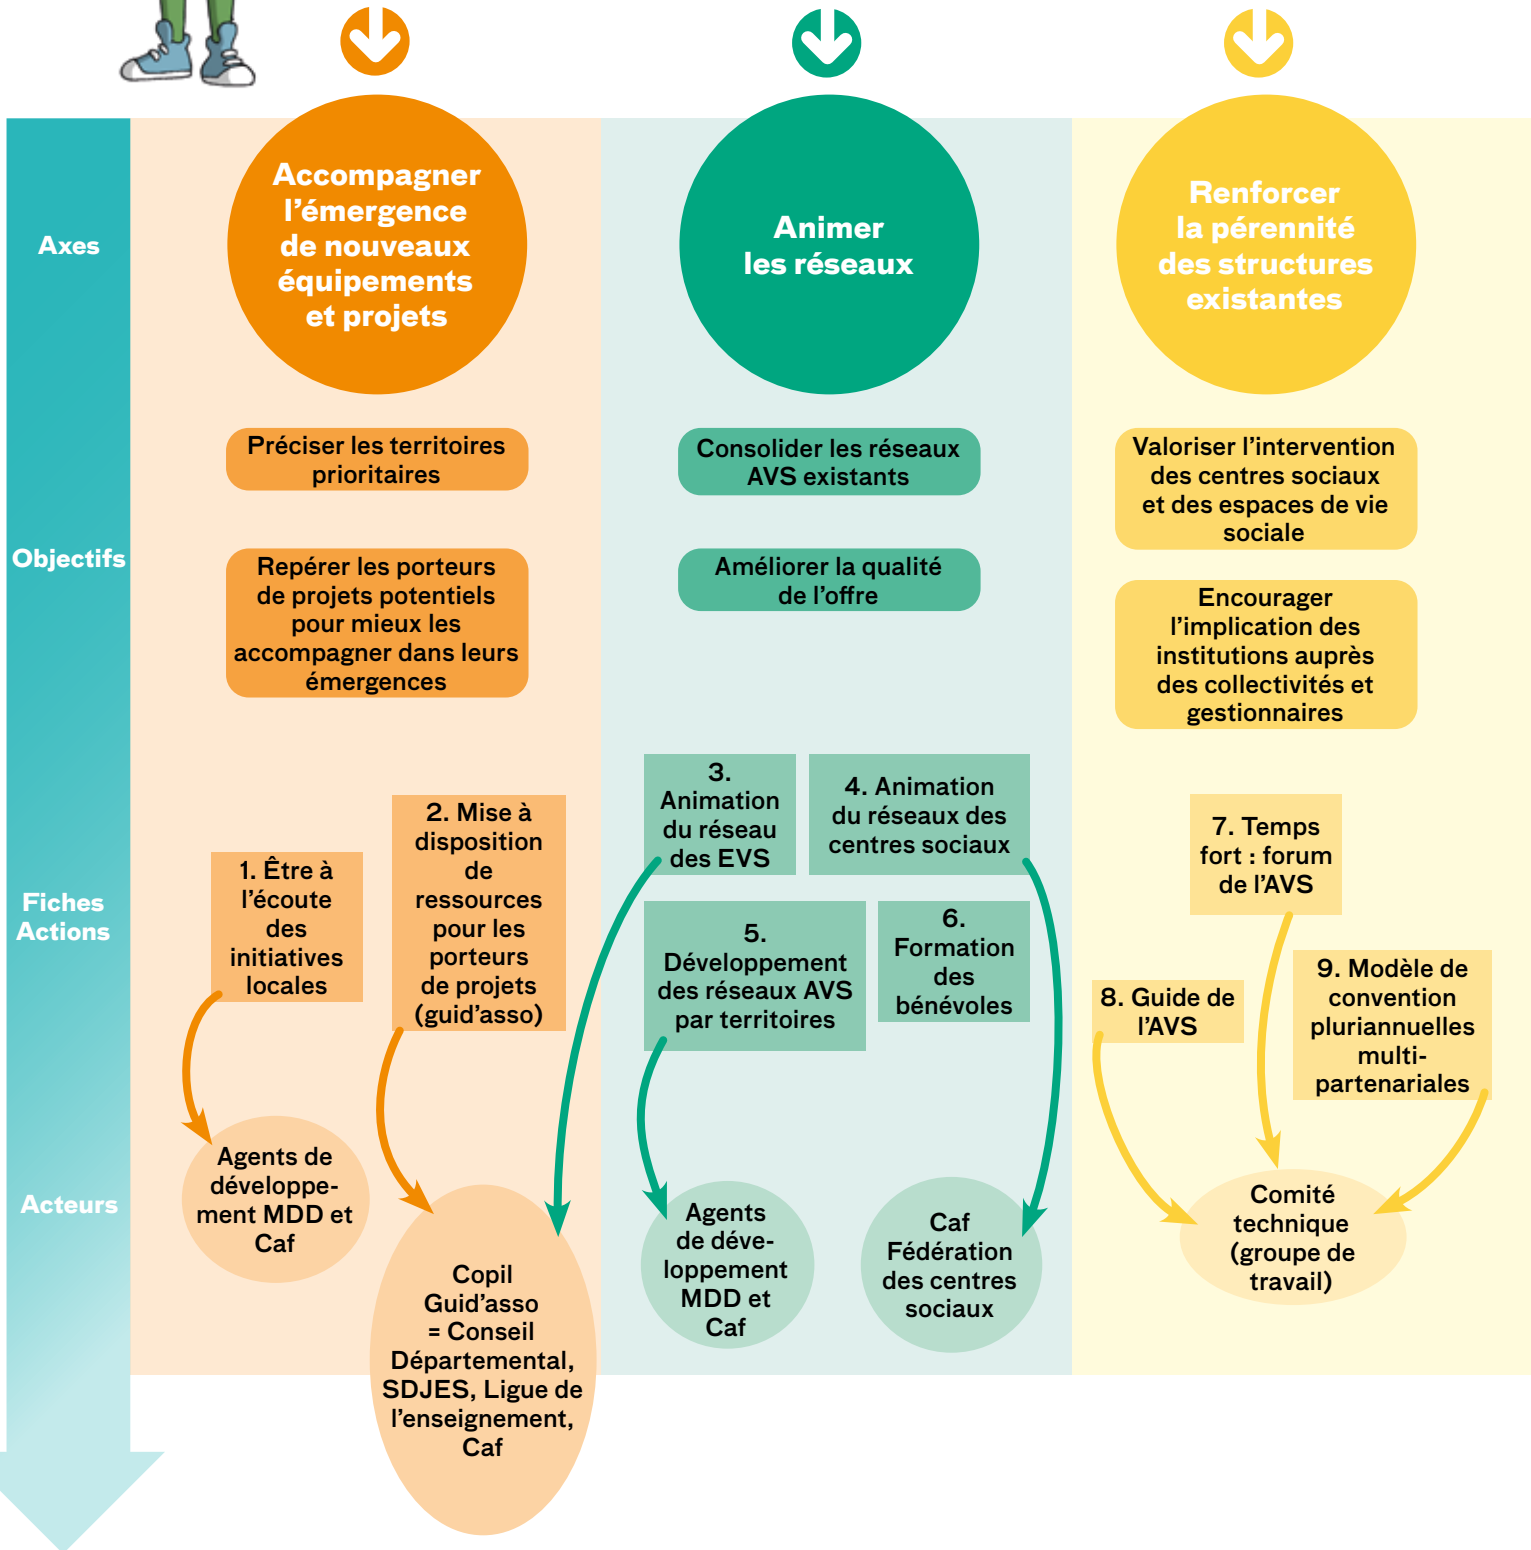 Axes
Accompagner
l'émergence
de nouveaux
équipements
et projets
Animer
les réseaux
Renforcer
la pérennité
des structures
existantes
Objectifs
Préciser les territoires
prioritaires
Repérer les porteurs
de projets potentiels
pour mieux les
accompagner dans leurs
émergences
Consolider les réseaux
AVS existants
Améliorer la qualité
de l'offre
Valoriser l'intervention
des centres sociaux
et des espaces de vie
sociale
Encourager
l'implication des
institutions auprès
des collectivités et
gestionnaires
Fiches
Actions
1. Être à
l'écoute
des
initiatives
locales
2. Mise à
disposition
de
ressources
pour les
porteurs
de projets
(guid'asso)
3.
Animation
du réseau
des EVS
4. Animation
du réseaux des
centres sociaux
5.
Développement
des réseaux AVS
par territoires
6.
Formation
des
bénévoles
7. Temps
fort : forum
de l'AVS
8. Guide de
l'AVS
9. Modèle de
convention
pluriannuelles
multi-
partenariales
Acteurs
Agents de
développe-
ment MDD et
Caf
Copil
Guid'asso
= Conseil
Départemental,
SDJES, Ligue de
l'enseignement,
Caf
Agents
de déve-
loppement
MDD et
Caf
Caf
Fédération
des centres
sociaux
Comité
technique
(groupe de
travail)